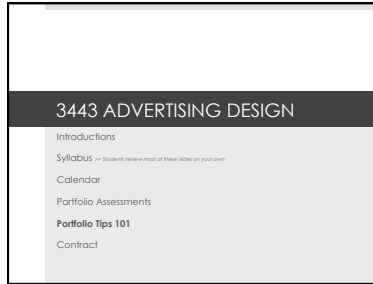 3443 ADVERTISING DESIGN
Introductions
Syllabus >> Students review most of these slides on your own
Calendar
Portfolio Assessments
Portfolio Tips 101
Contract